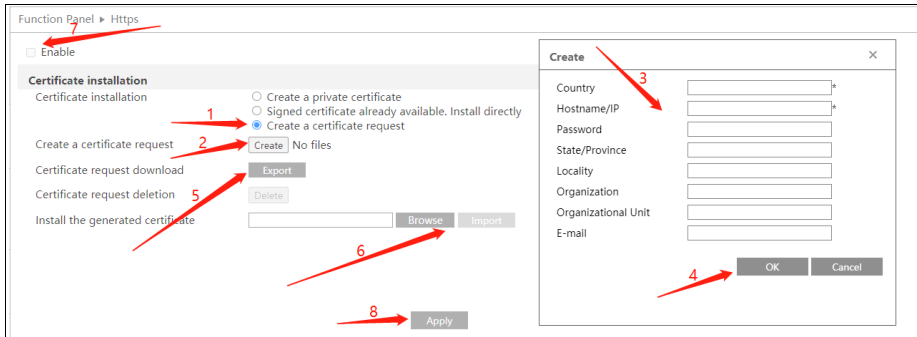 Function Panel ▸ Https
7
Enable
Certificate installation
Certificate installation
Create a private certificate
Signed certificate already available. Install directly
1
Create a certificate request
Create a certificate request
2
Create
No files
Certificate request download
Export
5
Certificate request deletion
Delete
Install the generated certificate
Browse
Import
6
8
Apply
Create
×
3
Country
*
Hostname/IP
*
Password
State/Province
Locality
Organization
Organizational Unit
E-mail
4
OK
Cancel